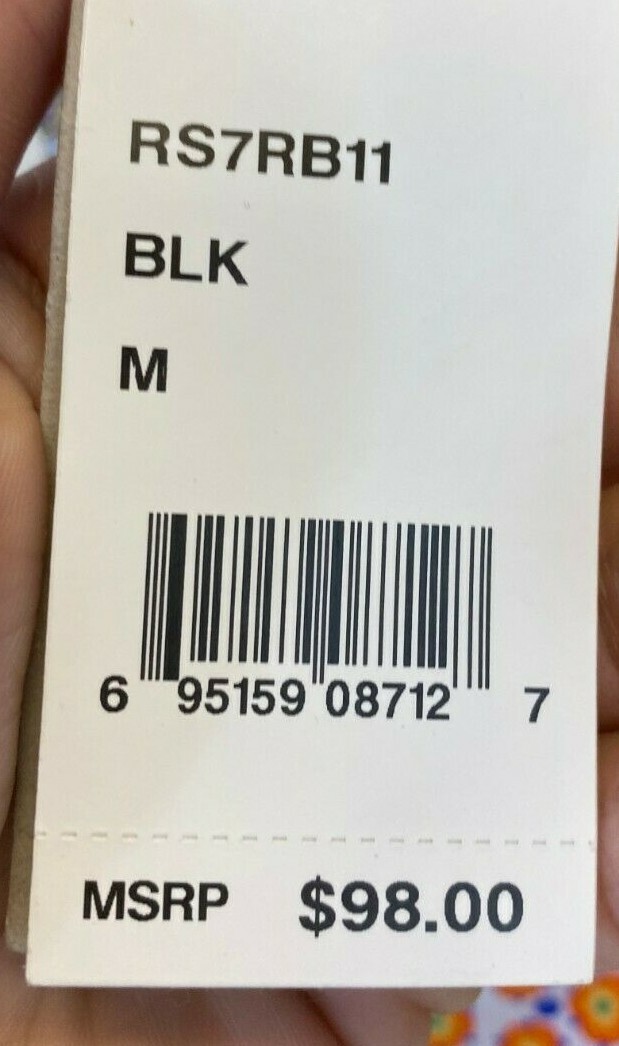 RS7RB11
BLK
M
6 95159 08712 7
MSRP $98.00